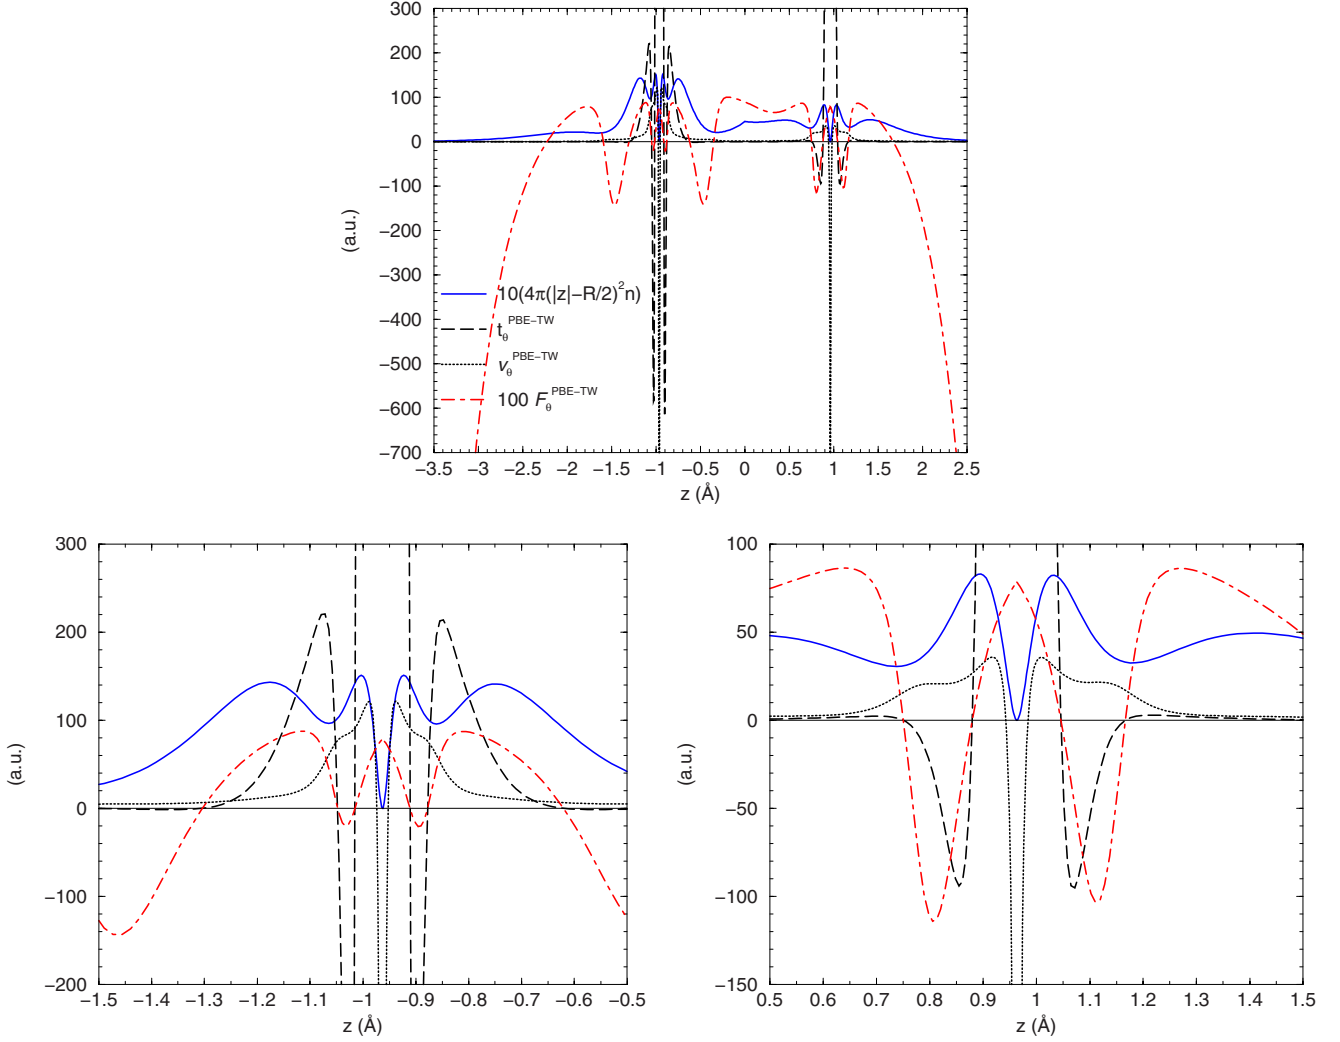 300
200
100
0
−100
−200
−300
−400
−500
−600
−700
(a.u.)
10(4π(|z|−R/2)²n)
t_θ^PBE−TW
v_θ^PBE−TW
100 F_θ^PBE−TW
−3.5 −3 −2.5 −2 −1.5 −1 −0.5 0 0.5 1 1.5 2 2.5
z (Å)
300
200
100
0
−100
−200
(a.u.)
−1.5 −1.4 −1.3 −1.2 −1.1 −1 −0.9 −0.8 −0.7 −0.6 −0.5
z (Å)
100
50
0
−50
−100
−150
(a.u.)
0.5 0.6 0.7 0.8 0.9 1 1.1 1.2 1.3 1.4 1.5
z (Å)